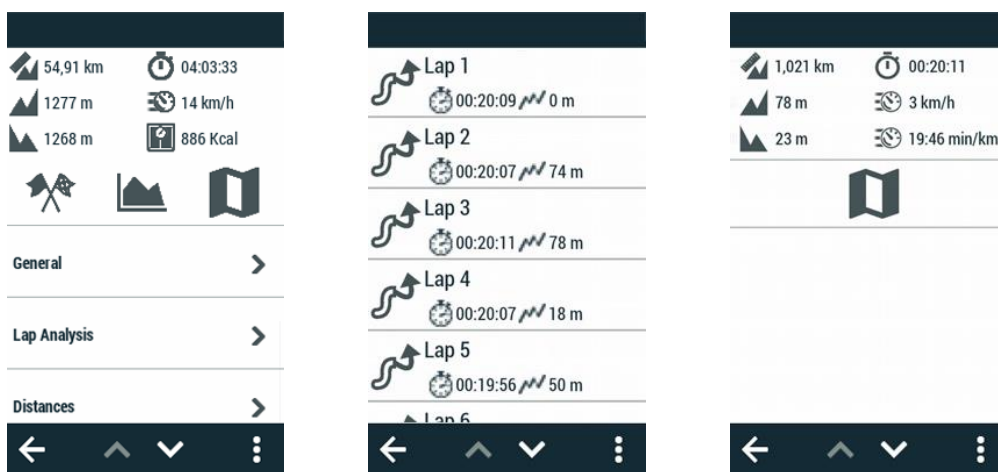 54,91 km 04:03:33
1277 m 14 km/h
1268 m 886 Kcal
General
Lap Analysis
Distances
Lap 1
00:20:09 0 m
Lap 2
00:20:07 74 m
Lap 3
00:20:11 78 m
Lap 4
00:20:07 18 m
Lap 5
00:19:56 50 m
Lap 6
1,021 km 00:20:11
78 m 3 km/h
23 m 19:46 min/km